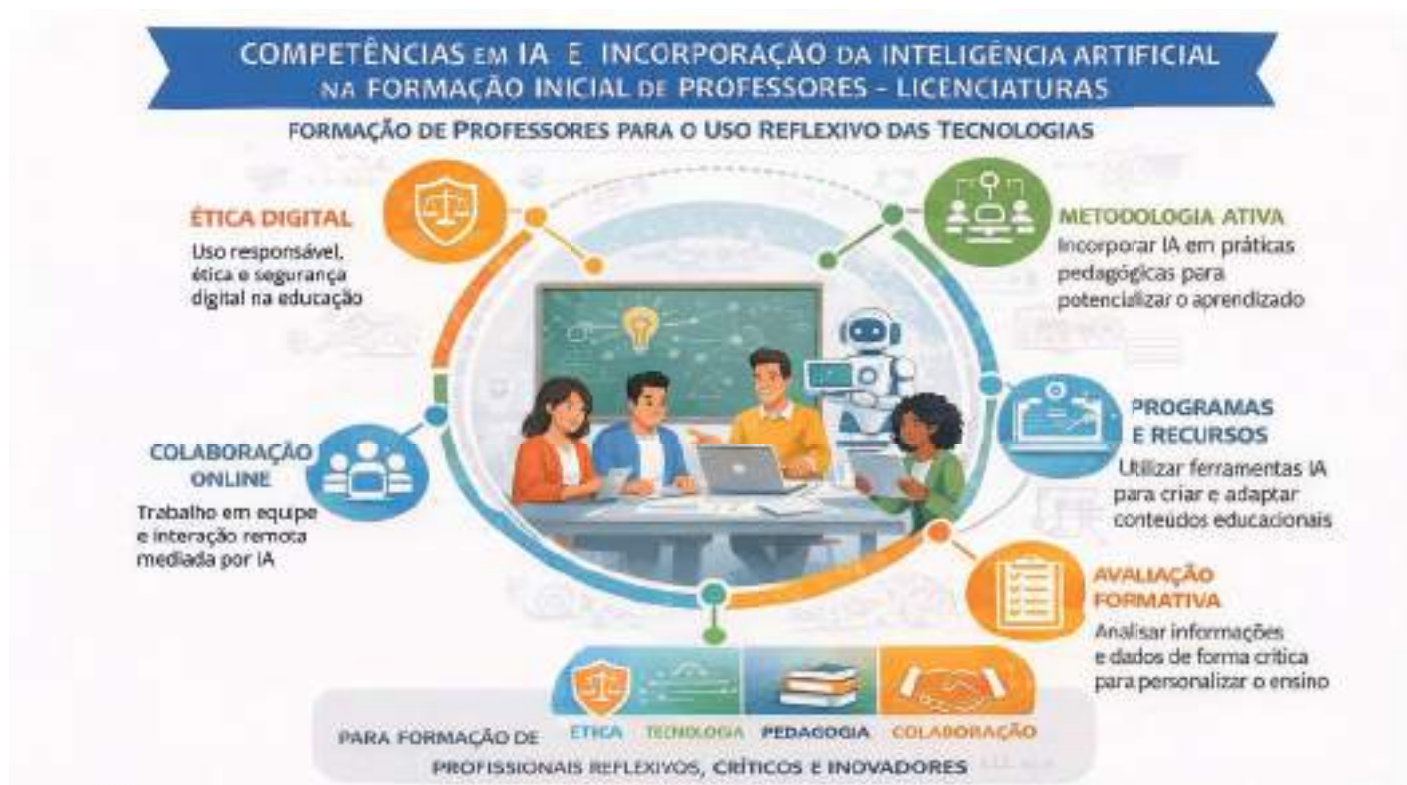 COMPETÊNCIAS EM IA E INCORPORAÇÃO DA INTELIGÊNCIA ARTIFICIAL
NA FORMAÇÃO INICIAL DE PROFESSORES - LICENCIATURAS
FORMAÇÃO DE PROFESSORES PARA O USO REFLEXIVO DAS TECNOLOGIAS
ÉTICA DIGITAL
Uso responsável,
ética e segurança
digital na educação
METODOLOGIA ATIVA
Incorporar IA em práticas
pedagógicas para
potencializar o aprendizado
COLABORAÇÃO
ONLINE
Trabalho em equipe
e interação remota
mediada por IA
PROGRAMAS
E RECURSOS
Utilizar ferramentas IA
para criar e adaptar
conteúdos educacionais
AVALIAÇÃO
FORMATIVA
Analisar informações
e dados de forma crítica
para personalizar o ensino
PARA FORMAÇÃO DE
ÉTICA TECNOLOGIA PEDAGOGIA COLABORAÇÃO
PROFISSIONAIS REFLEXIVOS, CRÍTICOS E INOVADORES